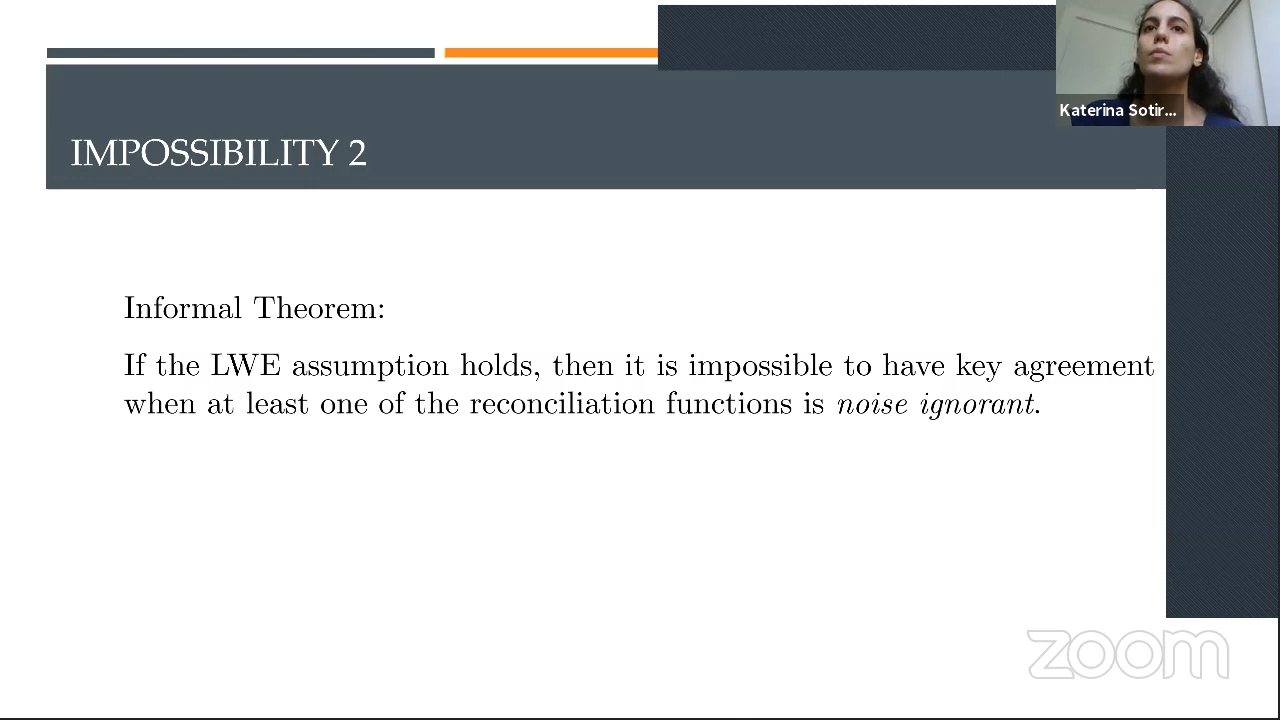 Katerina Sotir...
IMPOSSIBILITY 2
Informal Theorem:
If the LWE assumption holds, then it is impossible to have key agreement
when at least one of the reconciliation functions is noise ignorant.
zoom